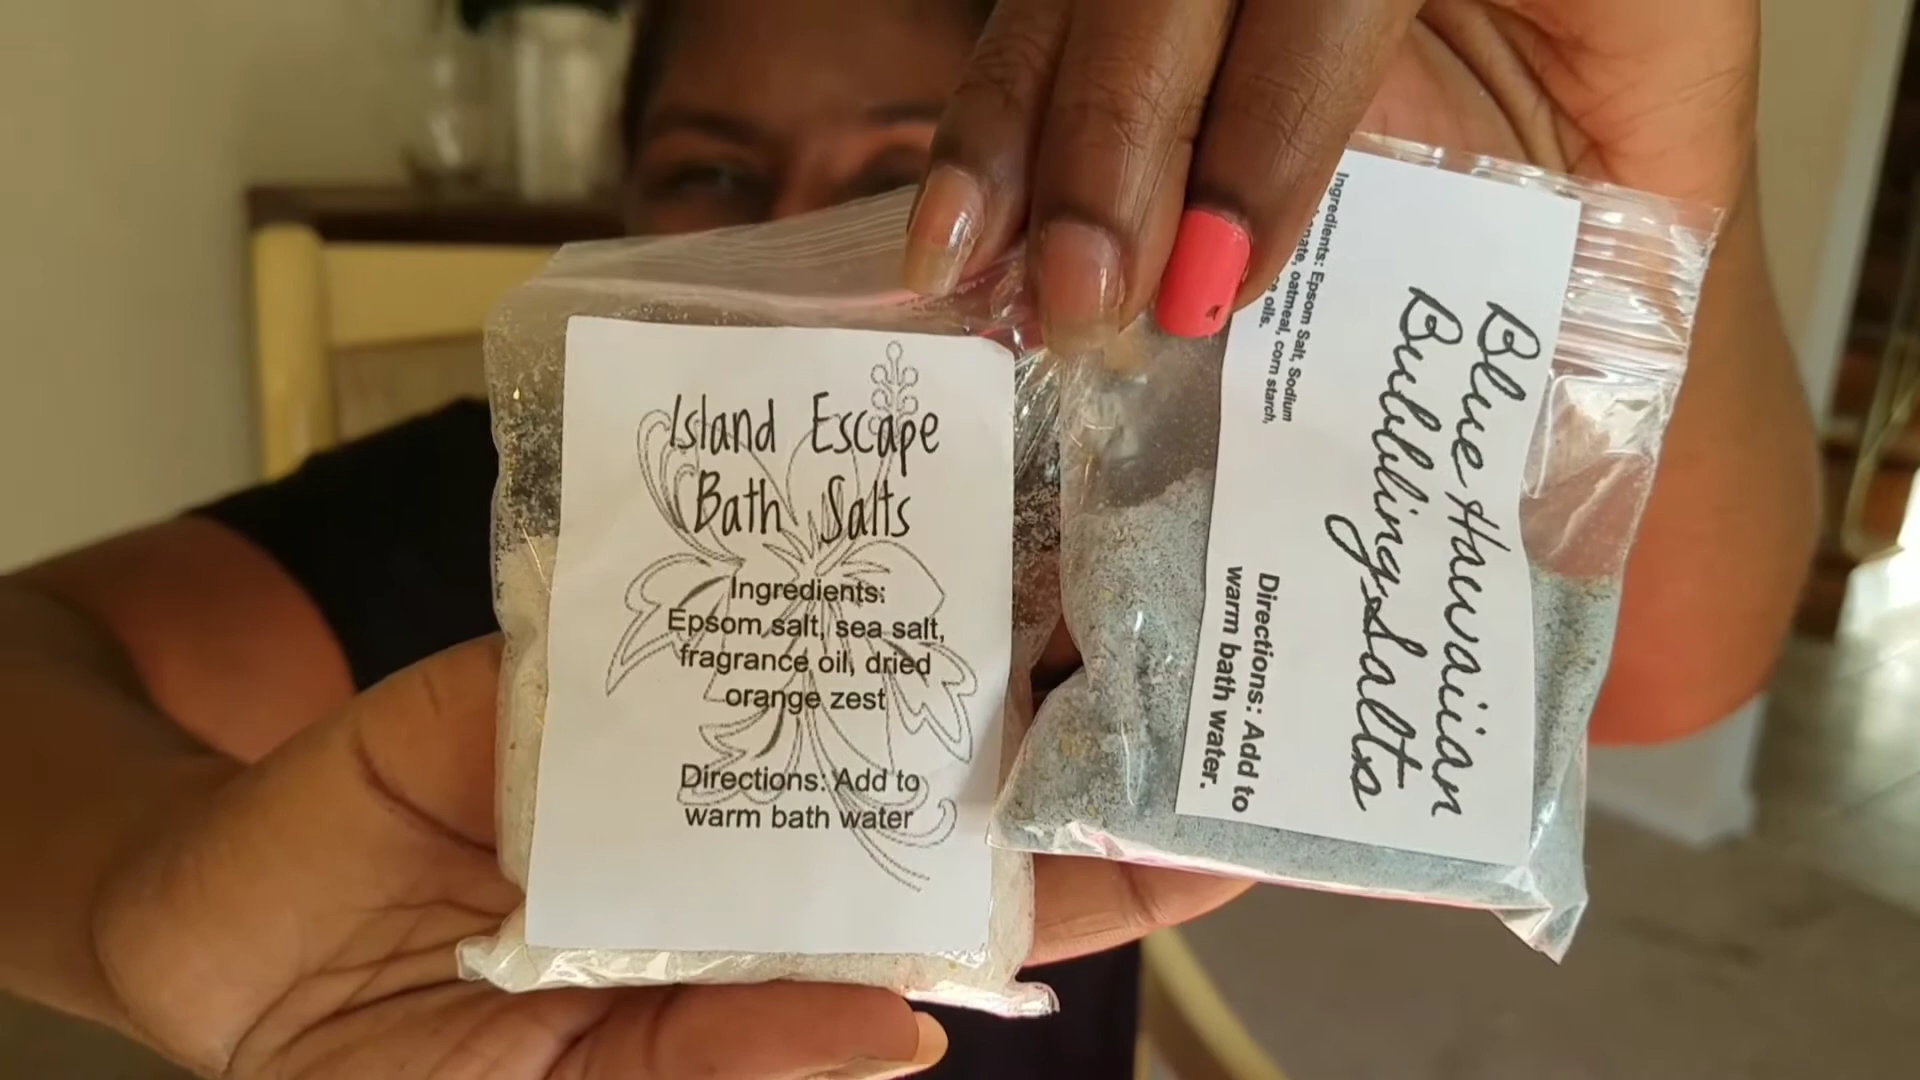 Island Escape
Bath Salts
Ingredients:
Epsom salt, sea salt,
fragrance oil, dried
orange zest
Directions: Add to
warm bath water
Blue Hawaiian
Bubbling Salts
Ingredients: Epsom Salt, Sodium
oatmeal, corn starch,
oils.
Directions: Add to
warm bath water.